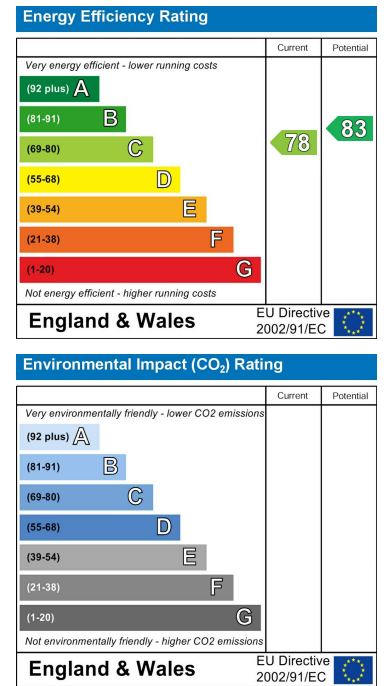 Energy Efficiency Rating
Current Potential
Very energy efficient - lower running costs
(92 plus) A
(81-91) B
(69-80) C
(55-68) D
(39-54) E
(21-38) F
(1-20) G
78
83
Not energy efficient - higher running costs
England & Wales
EU Directive
2002/91/EC
Environmental Impact (CO₂) Rating
Current Potential
Very environmentally friendly - lower CO2 emissions
(92 plus) A
(81-91) B
(69-80) C
(55-68) D
(39-54) E
(21-38) F
(1-20) G
Not environmentally friendly - higher CO2 emissions
England & Wales
EU Directive
2002/91/EC